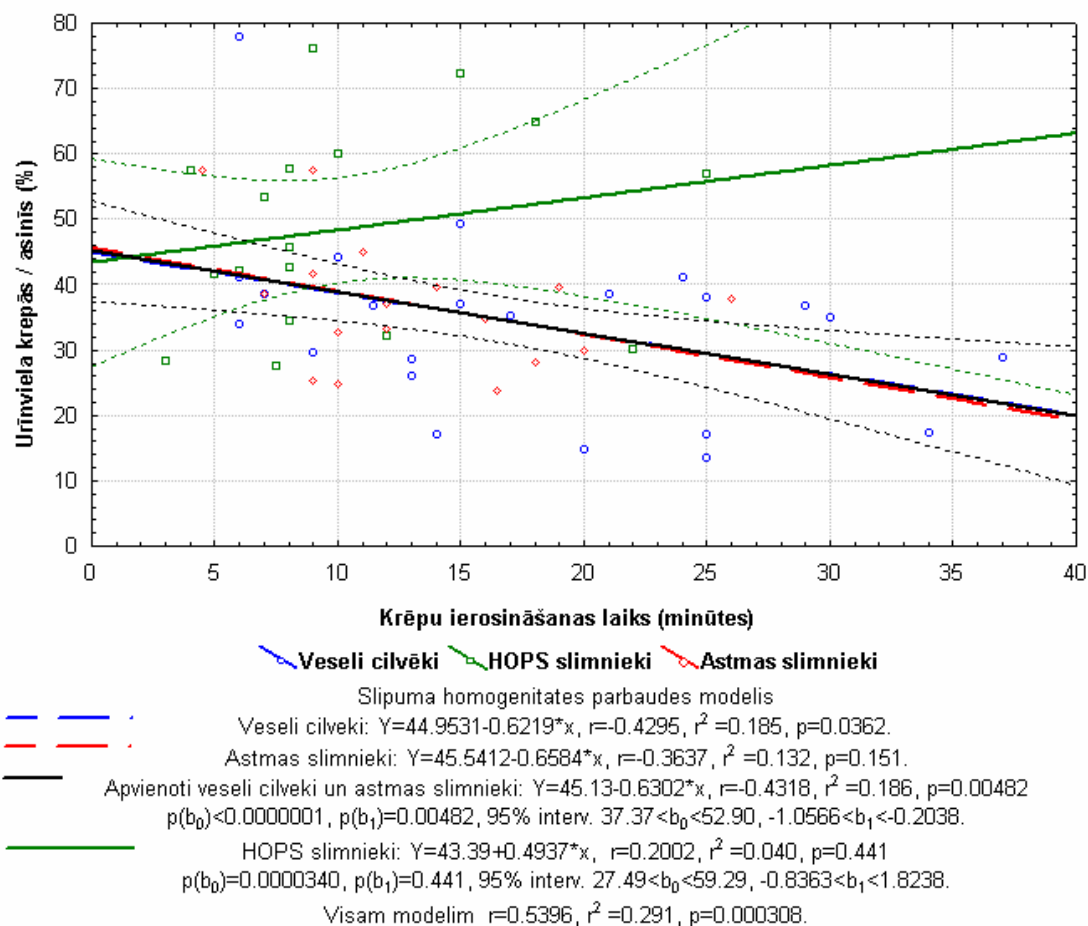 80
70
60
50
40
30
20
10
0
Urīnviela krēpās / asinīs (%)
0 5 10 15 20 25 30 35 40
Krēpu ierosināšanas laiks (minūtes)
Veseli cilvēki HOPS slimnieki Astmas slimnieki
Slipuma homogenitates parbaudes modelis
Veseli cilveki: Y=44.9531-0.6219*x, r=-0.4295, r² =0.185, p=0.0362.
Astmas slimnieki: Y=45.5412-0.6584*x, r=-0.3637, r² =0.132, p=0.151.
Apvienoti veseli cilveki un astmas slimnieki: Y=45.13-0.6302*x, r=-0.4318, r² =0.186, p=0.00482
p(b₀)<0.0000001, p(b₁)=0.00482, 95% interv. 37.37<b₀<52.90, -1.0566<b₁<-0.2038.
HOPS slimnieki: Y=43.39+0.4937*x, r=0.2002, r² =0.040, p=0.441
p(b₀)=0.0000340, p(b₁)=0.441, 95% interv. 27.49<b₀<59.29, -0.8363<b₁<1.8238.
Visam modelim r=0.5396, r² =0.291, p=0.000308.